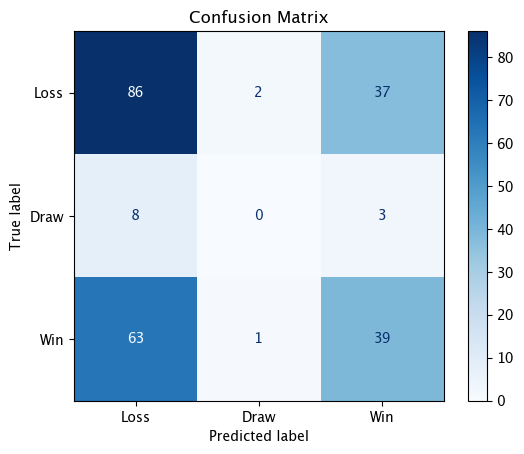 Confusion Matrix
True label
Loss 86 2 37
Draw 8 0 3
Win 63 1 39
Loss Draw Win
Predicted label
80
70
60
50
40
30
20
10
0